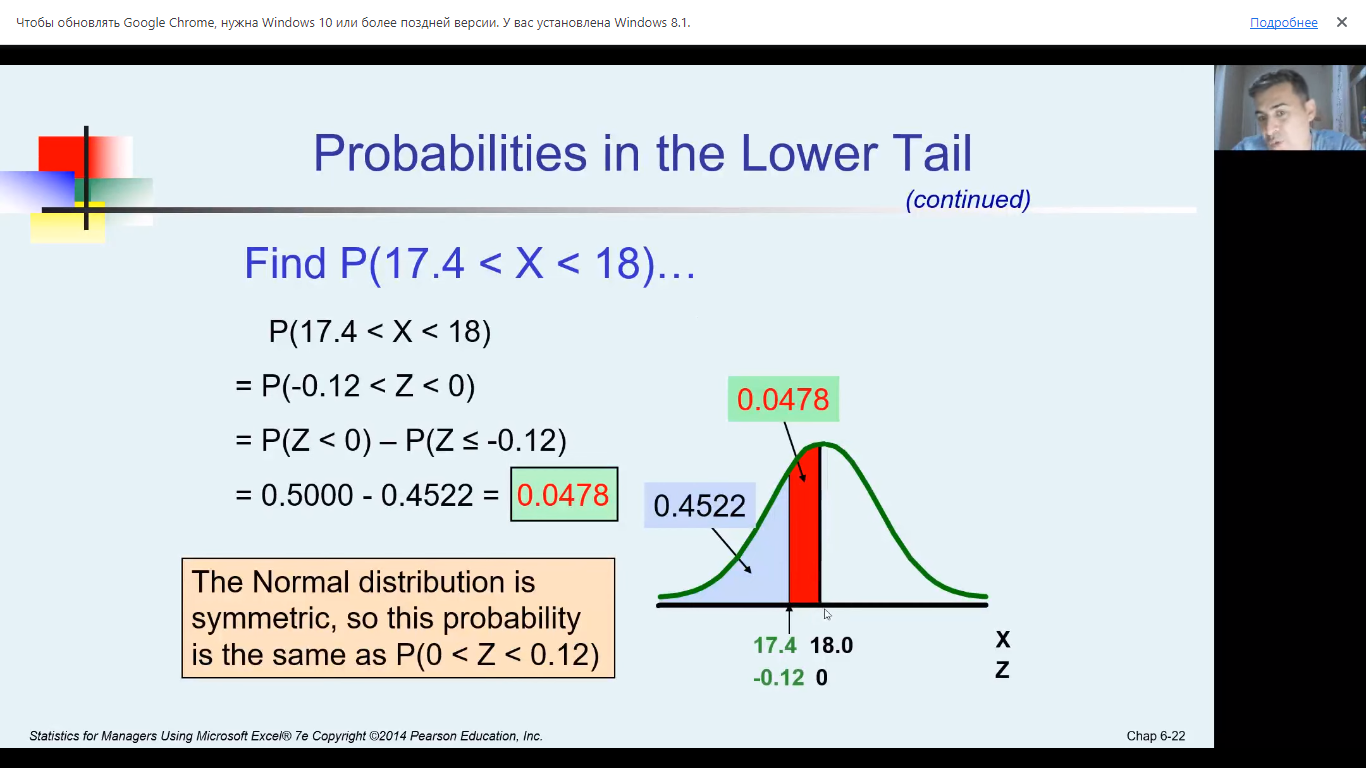 Чтобы обновлять Google Chrome, нужна Windows 10 или более поздней версии. У вас установлена Windows 8.1.
Подробнее
Probabilities in the Lower Tail
(continued)
Find P(17.4 < X < 18)…
P(17.4 < X < 18)
= P(-0.12 < Z < 0)
= P(Z < 0) – P(Z ≤ -0.12)
= 0.5000 - 0.4522 = 0.0478
The Normal distribution is
symmetric, so this probability
is the same as P(0 < Z < 0.12)
0.0478
0.4522
17.4 18.0 X
-0.12 0 Z
Statistics for Managers Using Microsoft Excel® 7e Copyright ©2014 Pearson Education, Inc.
Chap 6-22